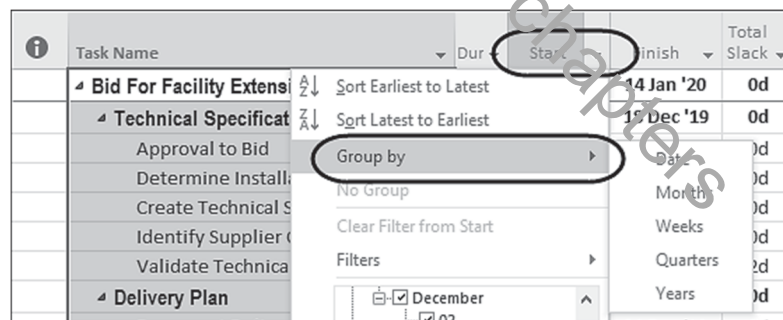 chapters
Total
Task Name Dur Start Finish Slack
Bid For Facility Extensi 14 Jan '20 0d
Sort Earliest to Latest
Technical Specificat Dec '19 0d
Sort Latest to Earliest
Approval to Bid Group by Date 0d
Determine Installa No Group Months 0d
Create Technical S Clear Filter from Start Weeks 0d
Identify Supplier Filters Quarters 0d
Validate Technica Years 2d
Delivery Plan December 0d
02